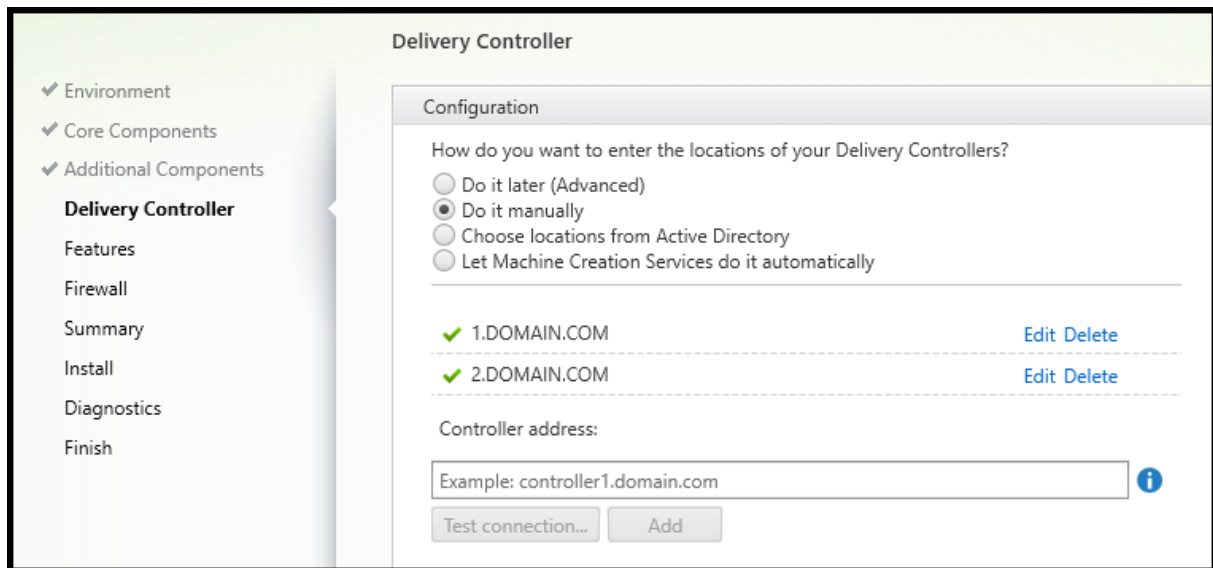 Delivery Controller
Environment
Core Components
Additional Components
Delivery Controller
Features
Firewall
Summary
Install
Diagnostics
Finish
Configuration
How do you want to enter the locations of your Delivery Controllers?
Do it later (Advanced)
Do it manually
Choose locations from Active Directory
Let Machine Creation Services do it automatically
1.DOMAIN.COM Edit Delete
2.DOMAIN.COM Edit Delete
Controller address:
Example: controller1.domain.com
Test connection... Add